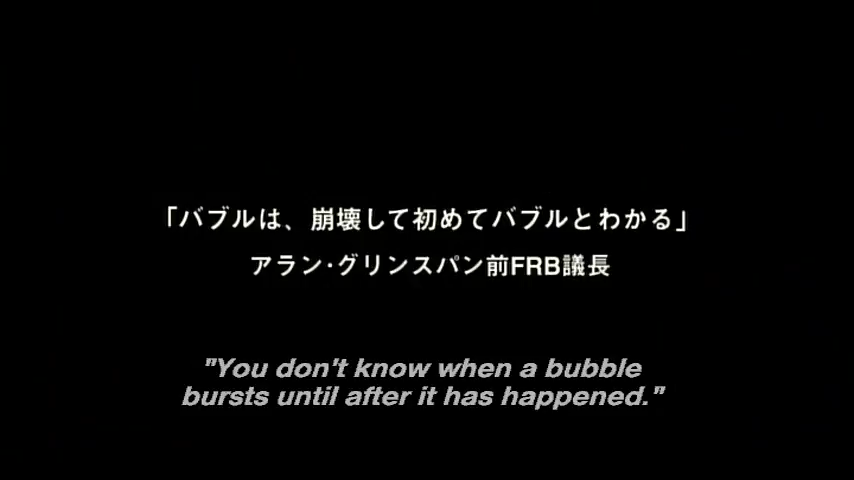 「バブルは、崩壊して初めてバブルとわかる」
アラン･グリンスパン前FRB議長
"You don't know when a bubble
bursts until after it has happened."